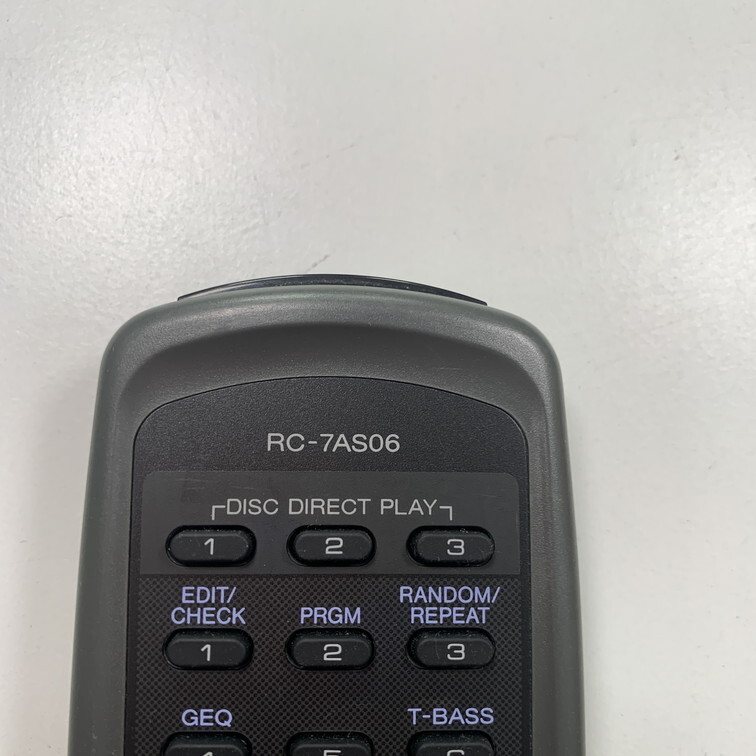 RC-7AS06
DISC DIRECT PLAY
1 2 3
EDIT/ RANDOM/
CHECK PRGM REPEAT
1 2 3
GEQ T-BASS